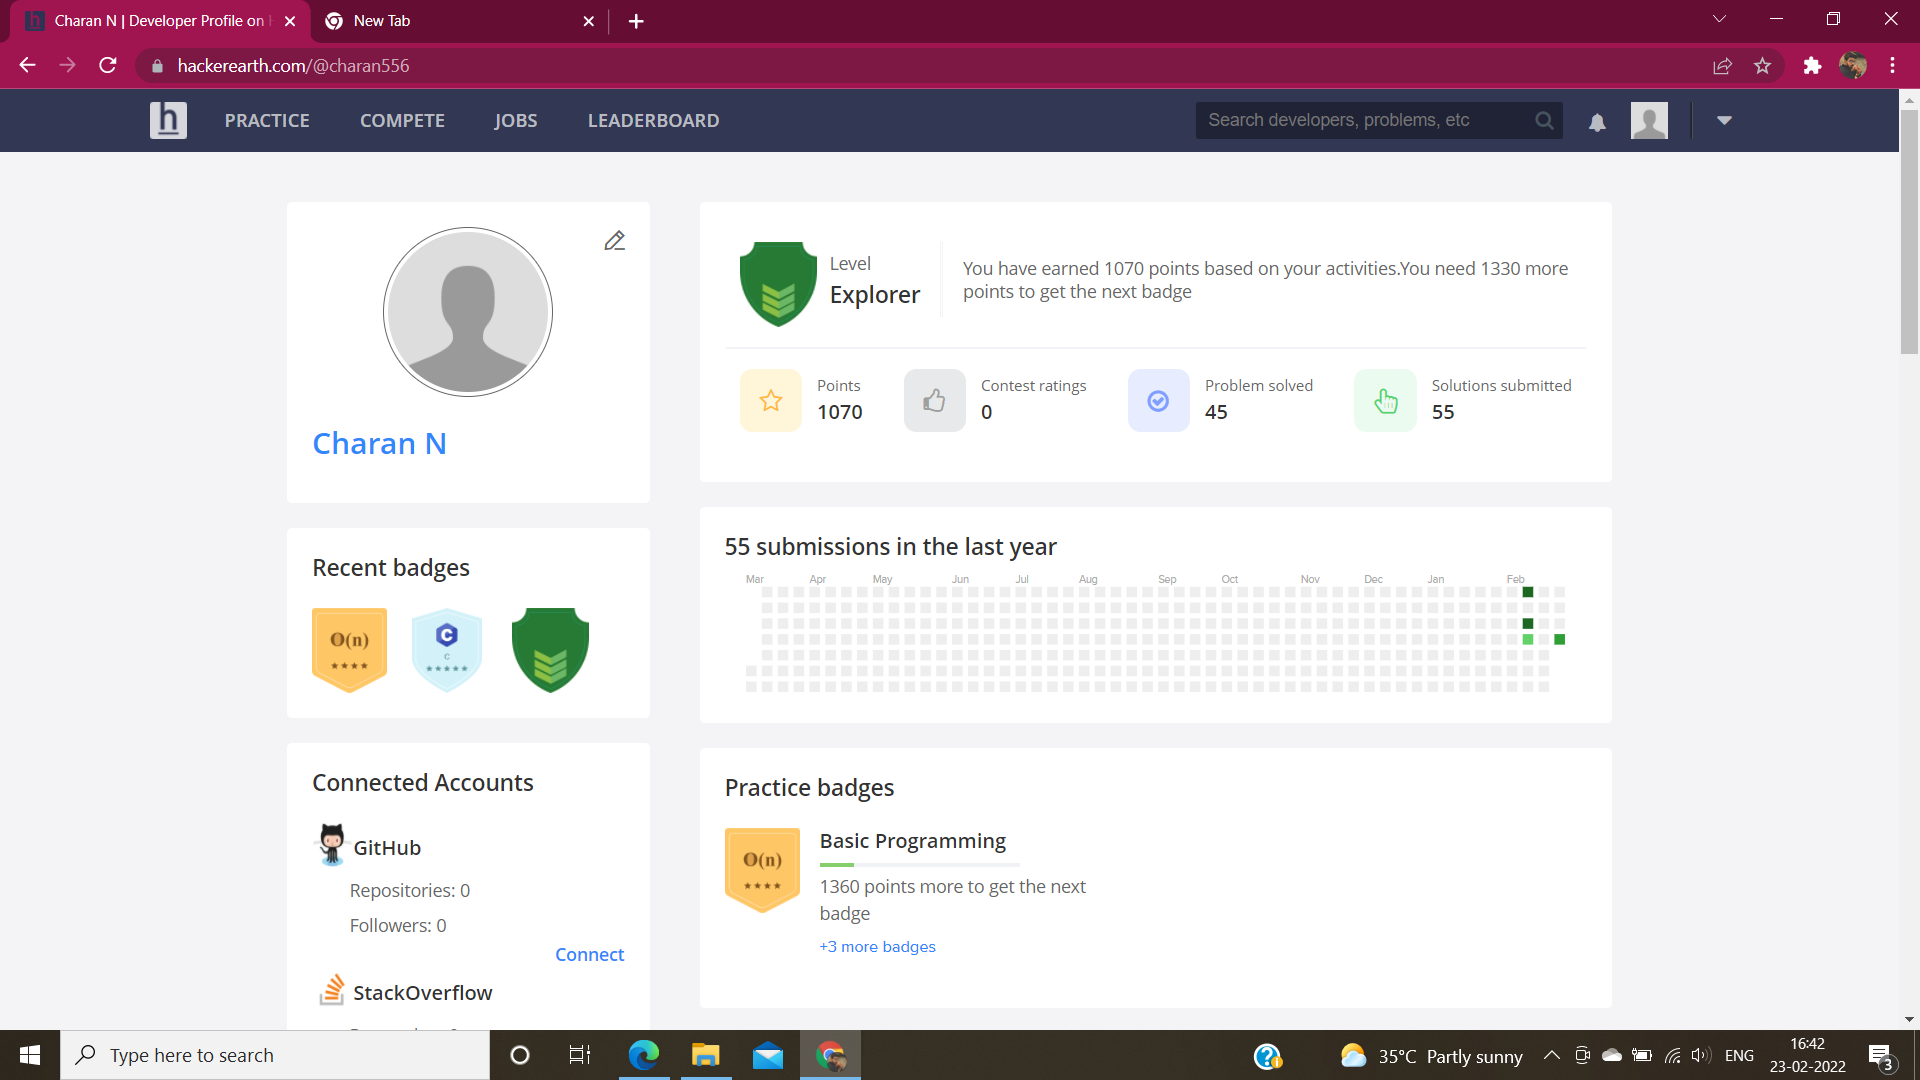 Charan N | Developer Profile on H
New Tab
hackerearth.com/@charan556
h
PRACTICE
COMPETE
JOBS
LEADERBOARD
Search developers, problems, etc
Charan N
Level
Explorer
You have earned 1070 points based on your activities.You need 1330 more
points to get the next badge
Points
1070
Contest ratings
0
Problem solved
45
Solutions submitted
55
Recent badges
O(n)
C
C
55 submissions in the last year
Mar Apr May Jun Jul Aug Sep Oct Nov Dec Jan Feb
Connected Accounts
GitHub
Repositories: 0
Followers: 0
Connect
StackOverflow
Practice badges
O(n)
Basic Programming
1360 points more to get the next
badge
+3 more badges
Type here to search
35°C Partly sunny
ENG
16:42
23-02-2022
3